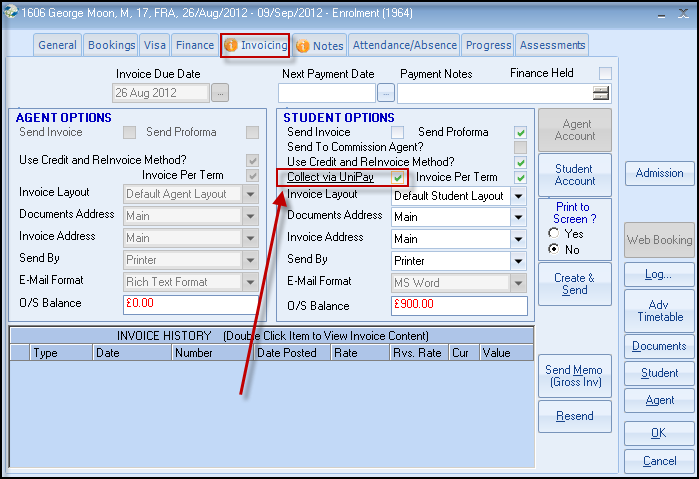 1606 George Moon, M, 17, FRA, 26/Aug/2012 - 09/Sep/2012 - Enrolment (1964)
General Bookings Visa Finance Invoicing Notes Attendance/Absence Progress Assessments
Invoice Due Date Next Payment Date Payment Notes Finance Held
26 Aug 2012 ... ...
AGENT OPTIONS
Send Invoice Send Proforma
Use Credit and ReInvoice Method?
Invoice Per Term
Invoice Layout Default Agent Layout
Documents Address Main
Invoice Address Main
Send By Printer
E-Mail Format Rich Text Format
O/S Balance £0.00
STUDENT OPTIONS
Send Invoice Send Proforma
Send To Commission Agent?
Use Credit and ReInvoice Method?
Collect via UniPay Invoice Per Term
Invoice Layout Default Student Layout
Documents Address Main
Invoice Address Main
Send By Printer
E-Mail Format MS Word
O/S Balance £900.00
Agent
Account
Student
Account
Print to
Screen ?
Yes
No
Create &
Send
INVOICE HISTORY (Double Click Item to View Invoice Content)
Type Date Number Date Posted Rate Rvs. Rate Cur Value
Send Memo
(Gross Inv)
Resend
Admission
Web Booking
Log...
Adv
Timetable
Documents
Student
Agent
OK
Cancel